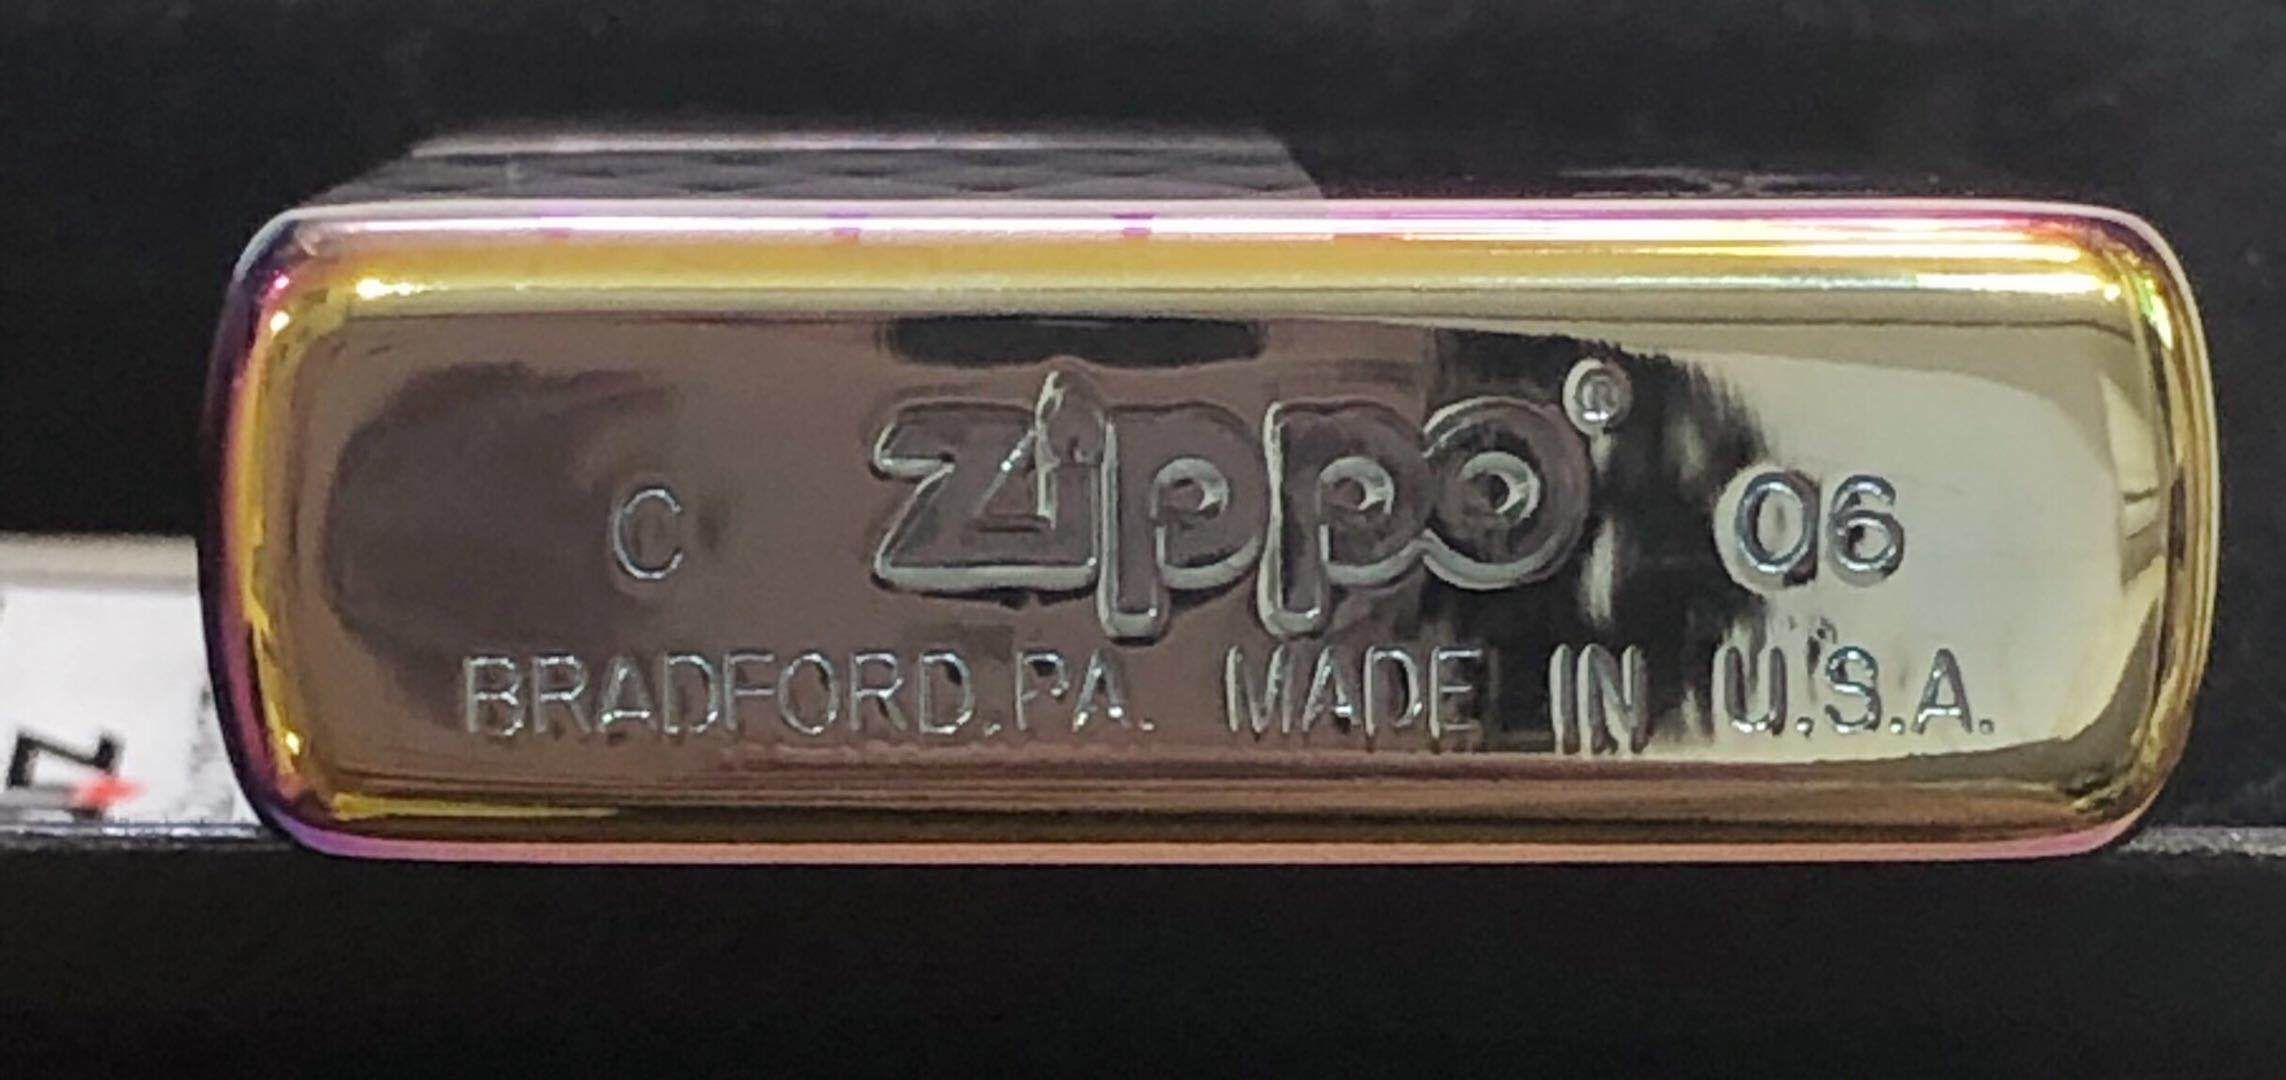 C Zippo® 06
BRADFORD.PA. MADE IN U.S.A.